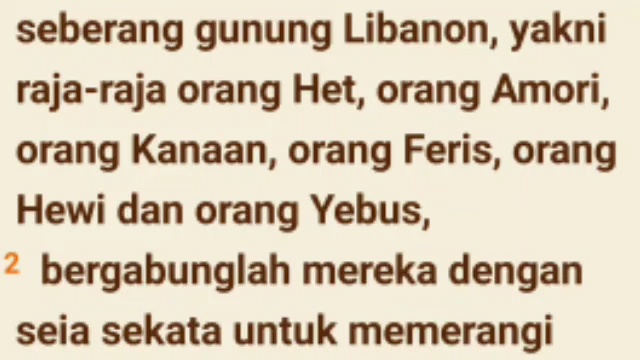 seberang gunung Libanon, yakni
raja-raja orang Het, orang Amori,
orang Kanaan, orang Feris, orang
Hewi dan orang Yebus,
2 bergabunglah mereka dengan
seia sekata untuk memerangi